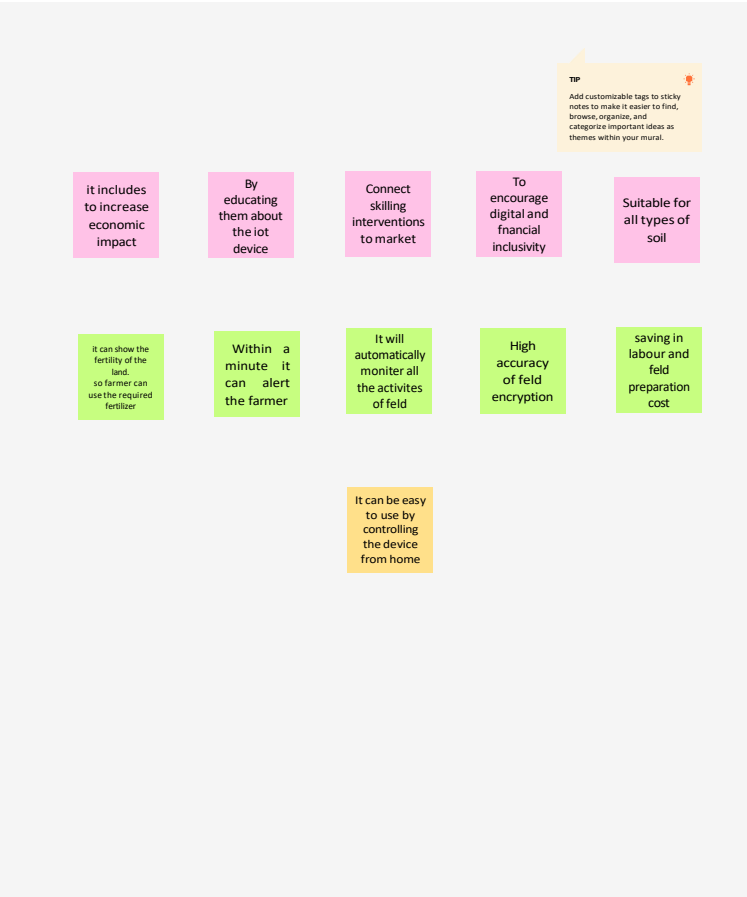 TIP
Add customizable tags to sticky
notes to make it easier to find,
browse, organize, and
categorize important ideas as
themes within your mural.
it includes
to increase
economic
impact
By
educating
them about
the iot
device
Connect
skilling
interventions
to market
To
encourage
digital and
fnancial
inclusivity
Suitable for
all types of
soil
it can show the
fertility of the
land.
so farmer can
use the required
fertilizer
Within a
minute it
can alert
the farmer
It will
automatically
moniter all
the activites
of feld
High
accuracy
of feld
encryption
saving in
labour and
feld
preparation
cost
It can be easy
to use by
controlling
the device
from home